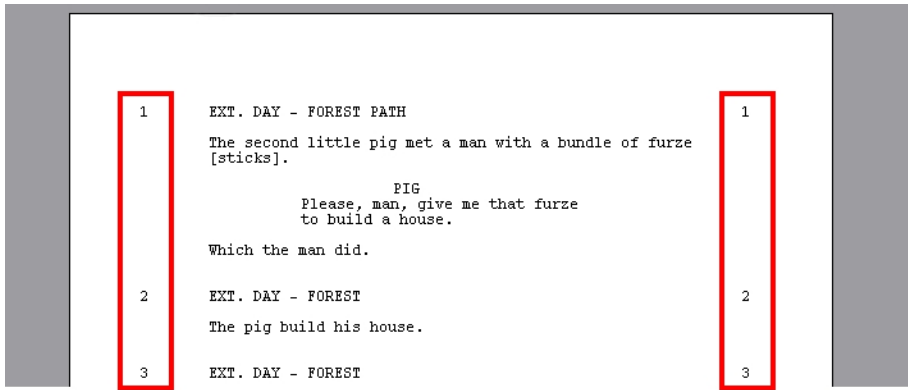 1 EXT. DAY - FOREST PATH 1
The second little pig met a man with a bundle of furze
[sticks].
PIG
Please, man, give me that furze
to build a house.
Which the man did.
2 EXT. DAY - FOREST 2
The pig build his house.
3 EXT. DAY - FOREST 3